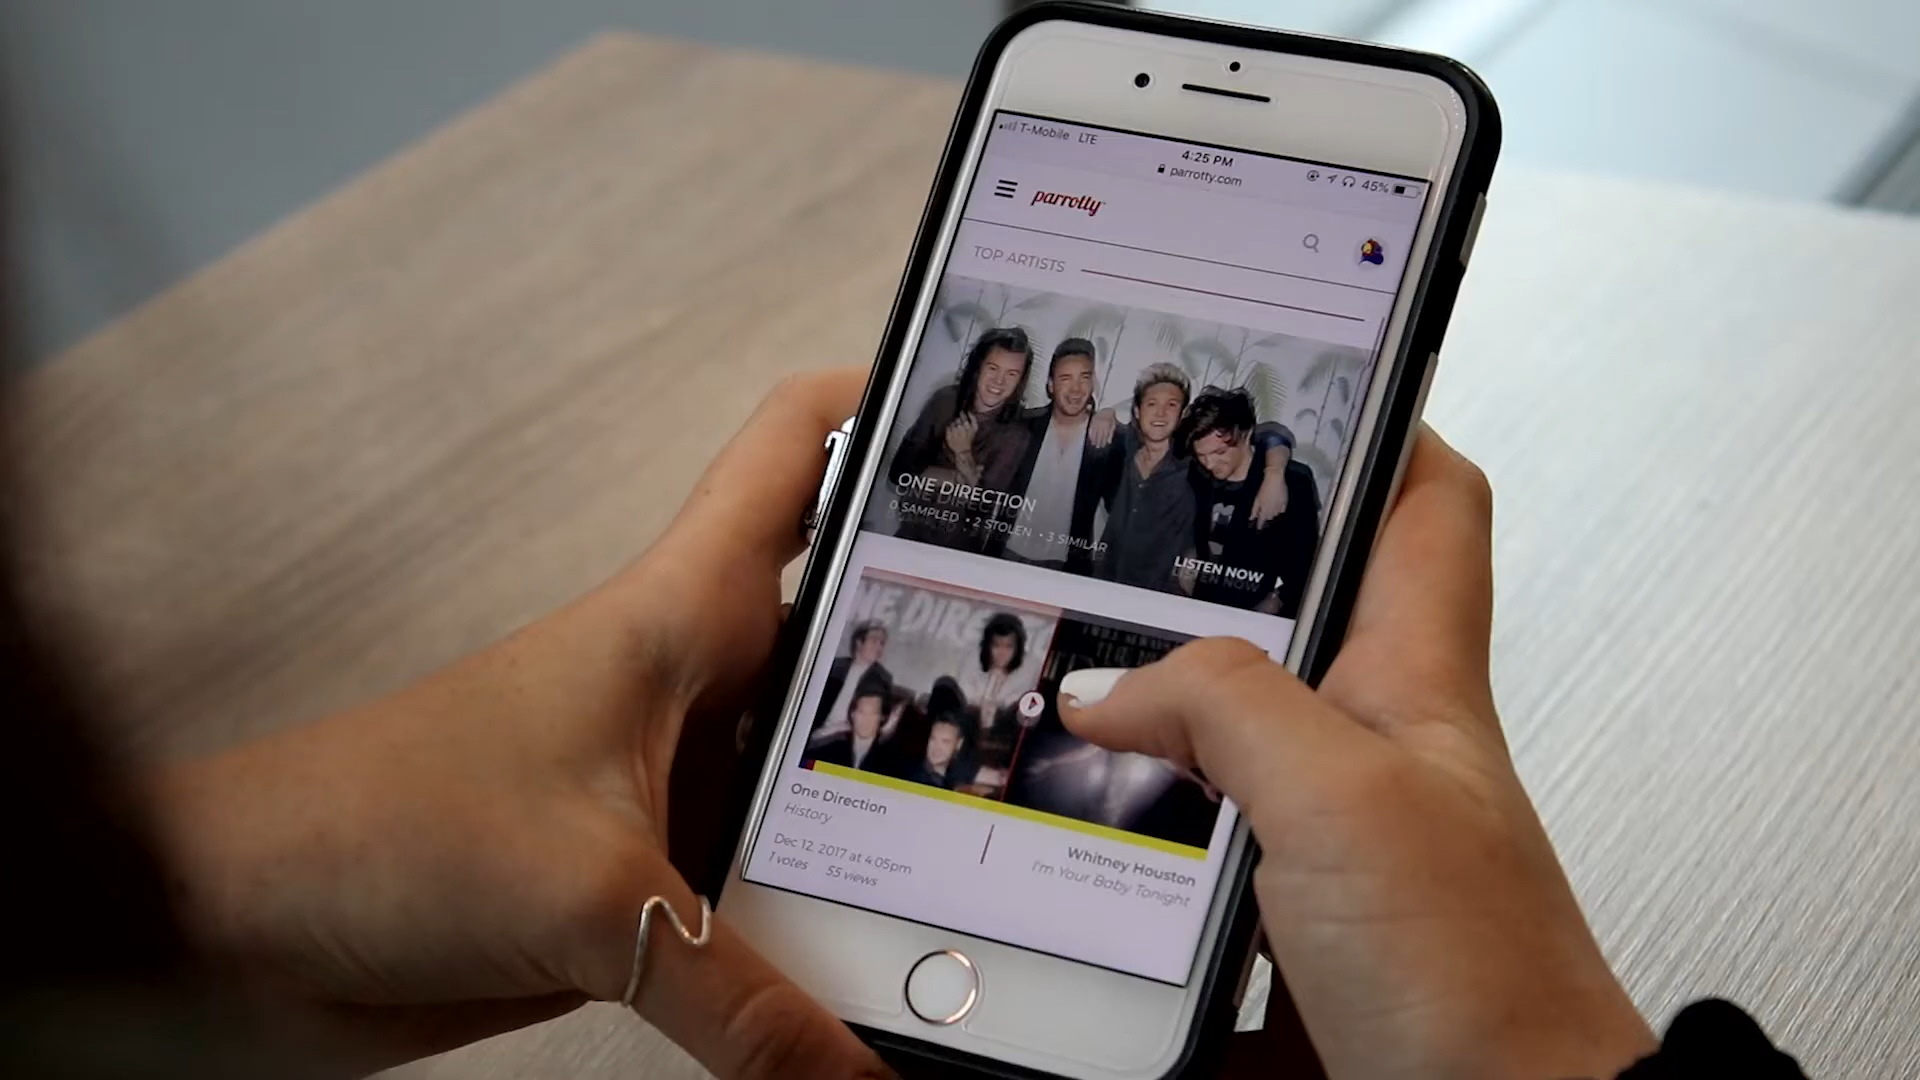 T-Mobile LTE
4:25 PM
45%
parrotty.com
parrotty
TOP ARTISTS
ONE DIRECTION
0 SAMPLED • 2 STOLEN • 3 SIMILAR
LISTEN NOW
NE DIRE
One Direction
History
Dec 12, 2017 at 4:05pm
1 votes 55 views
Whitney Houston
I'm Your Baby Tonight